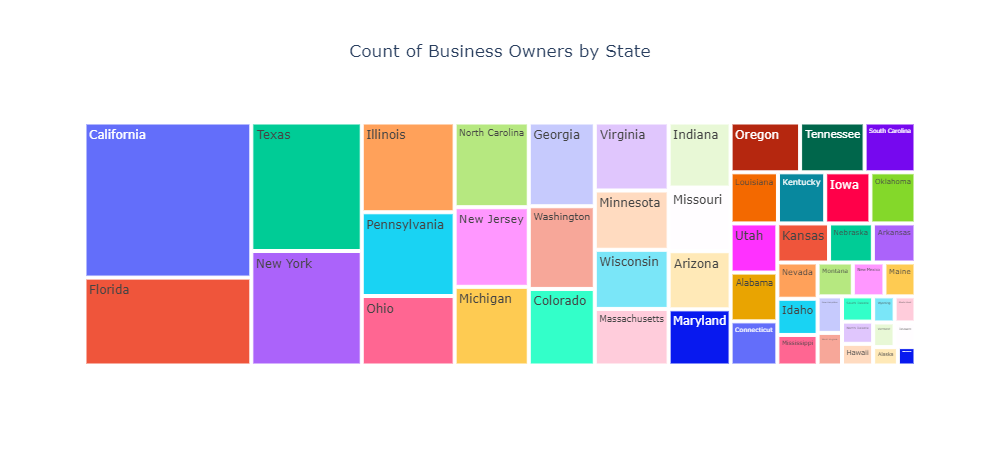 Count of Business Owners by State
California
Florida
Texas
New York
Illinois
Pennsylvania
Ohio
North Carolina
New Jersey
Michigan
Georgia
Washington
Colorado
Virginia
Minnesota
Wisconsin
Massachusetts
Indiana
Missouri
Arizona
Maryland
Oregon
Tennessee
South Carolina
Louisiana
Kentucky
Iowa
Oklahoma
Utah
Alabama
Connecticut
Kansas
Nebraska
Arkansas
Nevada
Idaho
Mississippi
Montana
New Mexico
Maine
Hawaii
Alaska